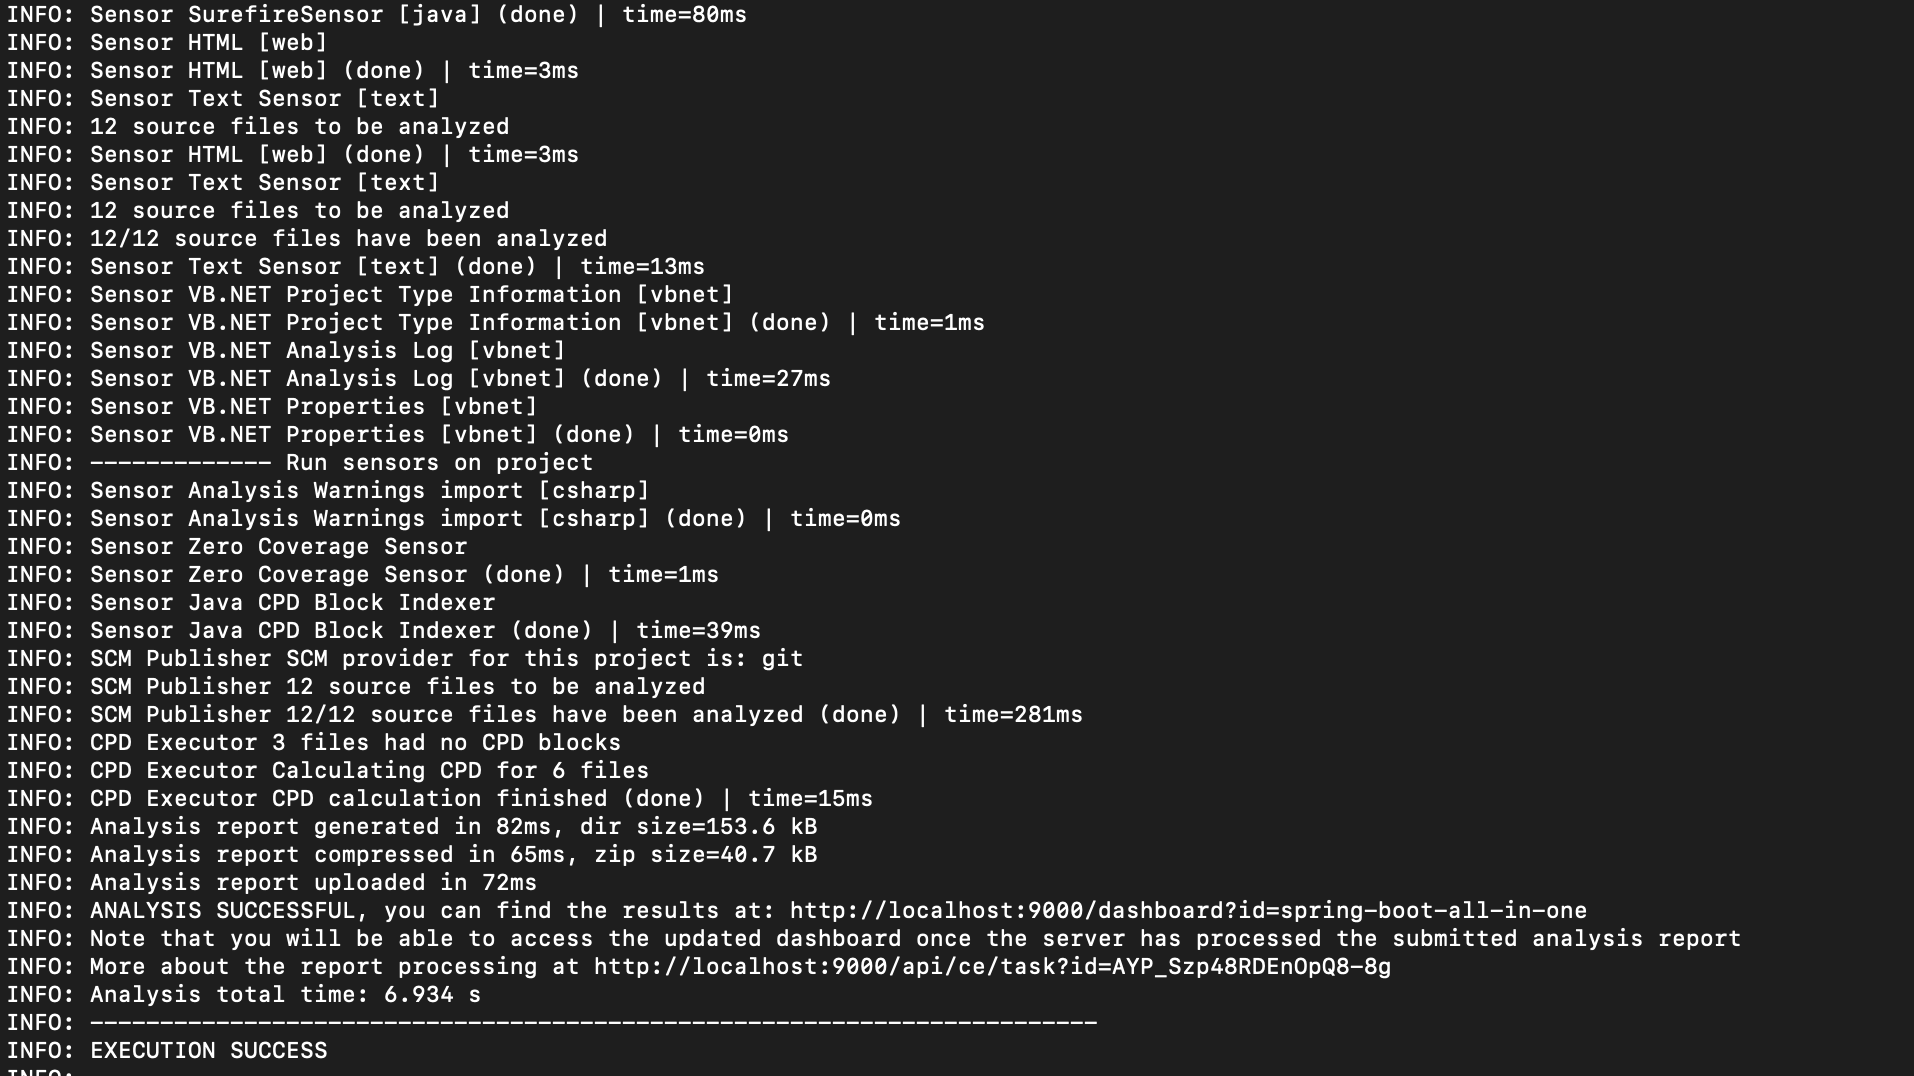 INFO: Sensor SurefireSensor [java] (done) | time=80ms
INFO: Sensor HTML [web]
INFO: Sensor HTML [web] (done) | time=3ms
INFO: Sensor Text Sensor [text]
INFO: 12 source files to be analyzed
INFO: Sensor HTML [web] (done) | time=3ms
INFO: Sensor Text Sensor [text]
INFO: 12 source files to be analyzed
INFO: 12/12 source files have been analyzed
INFO: Sensor Text Sensor [text] (done) | time=13ms
INFO: Sensor VB.NET Project Type Information [vbnet]
INFO: Sensor VB.NET Project Type Information [vbnet] (done) | time=1ms
INFO: Sensor VB.NET Analysis Log [vbnet]
INFO: Sensor VB.NET Analysis Log [vbnet] (done) | time=27ms
INFO: Sensor VB.NET Properties [vbnet]
INFO: Sensor VB.NET Properties [vbnet] (done) | time=0ms
INFO: ------------- Run sensors on project
INFO: Sensor Analysis Warnings import [csharp]
INFO: Sensor Analysis Warnings import [csharp] (done) | time=0ms
INFO: Sensor Zero Coverage Sensor
INFO: Sensor Zero Coverage Sensor (done) | time=1ms
INFO: Sensor Java CPD Block Indexer
INFO: Sensor Java CPD Block Indexer (done) | time=39ms
INFO: SCM Publisher SCM provider for this project is: git
INFO: SCM Publisher 12 source files to be analyzed
INFO: SCM Publisher 12/12 source files have been analyzed (done) | time=281ms
INFO: CPD Executor 3 files had no CPD blocks
INFO: CPD Executor Calculating CPD for 6 files
INFO: CPD Executor CPD calculation finished (done) | time=15ms
INFO: Analysis report generated in 82ms, dir size=153.6 kB
INFO: Analysis report compressed in 65ms, zip size=40.7 kB
INFO: Analysis report uploaded in 72ms
INFO: ANALYSIS SUCCESSFUL, you can find the results at: http://localhost:9000/dashboard?id=spring-boot-all-in-one
INFO: Note that you will be able to access the updated dashboard once the server has processed the submitted analysis report
INFO: More about the report processing at http://localhost:9000/api/ce/task?id=AYP_Szp48RDEnOpQ8-8g
INFO: Analysis total time: 6.934 s
INFO: ------------------------------------------------------------------------
INFO: EXECUTION SUCCESS
INFO: